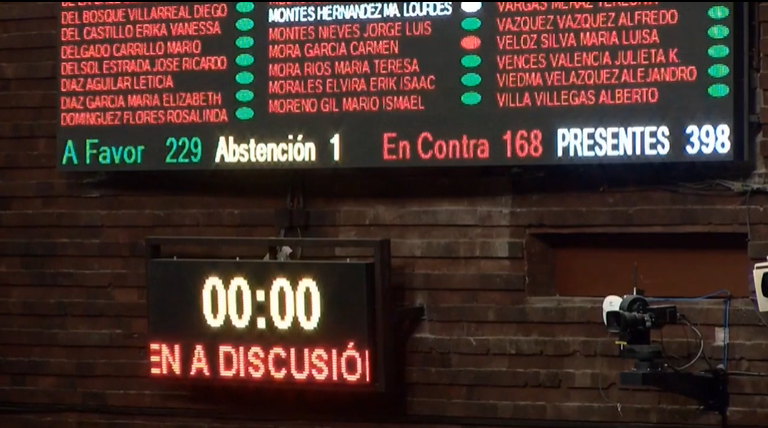 DEL BOSQUE VILLARREAL DIEGO
DEL CASTILLO ERIKA VANESSA
DELGADO CARRILLO MARIO
DELSOL ESTRADA JOSE RICARDO
DIAZ AGUILAR LETICIA
DIAZ GARCIA MARIA ELIZABETH
DOMINGUEZ FLORES ROSALINDA
MONTES HERNANDEZ MA. LOURDES
MONTES NIEVES JORGE LUIS
MORA GARCIA CARMEN
MORA RIOS MARIA TERESA
MORALES ELVIRA ERIK ISAAC
MORENO GIL MARIO ISMAEL
VAZQUEZ VAZQUEZ ALFREDO
VELOZ SILVA MARIA LUISA
VENCES VALENCIA JULIETA K.
VIEDMA VELAZQUEZ ALEJANDRO
VILLA VILLEGAS ALBERTO
A Favor 229 Abstención 1 En Contra 168 PRESENTES 398
00:00
EN A DISCUSIÓ